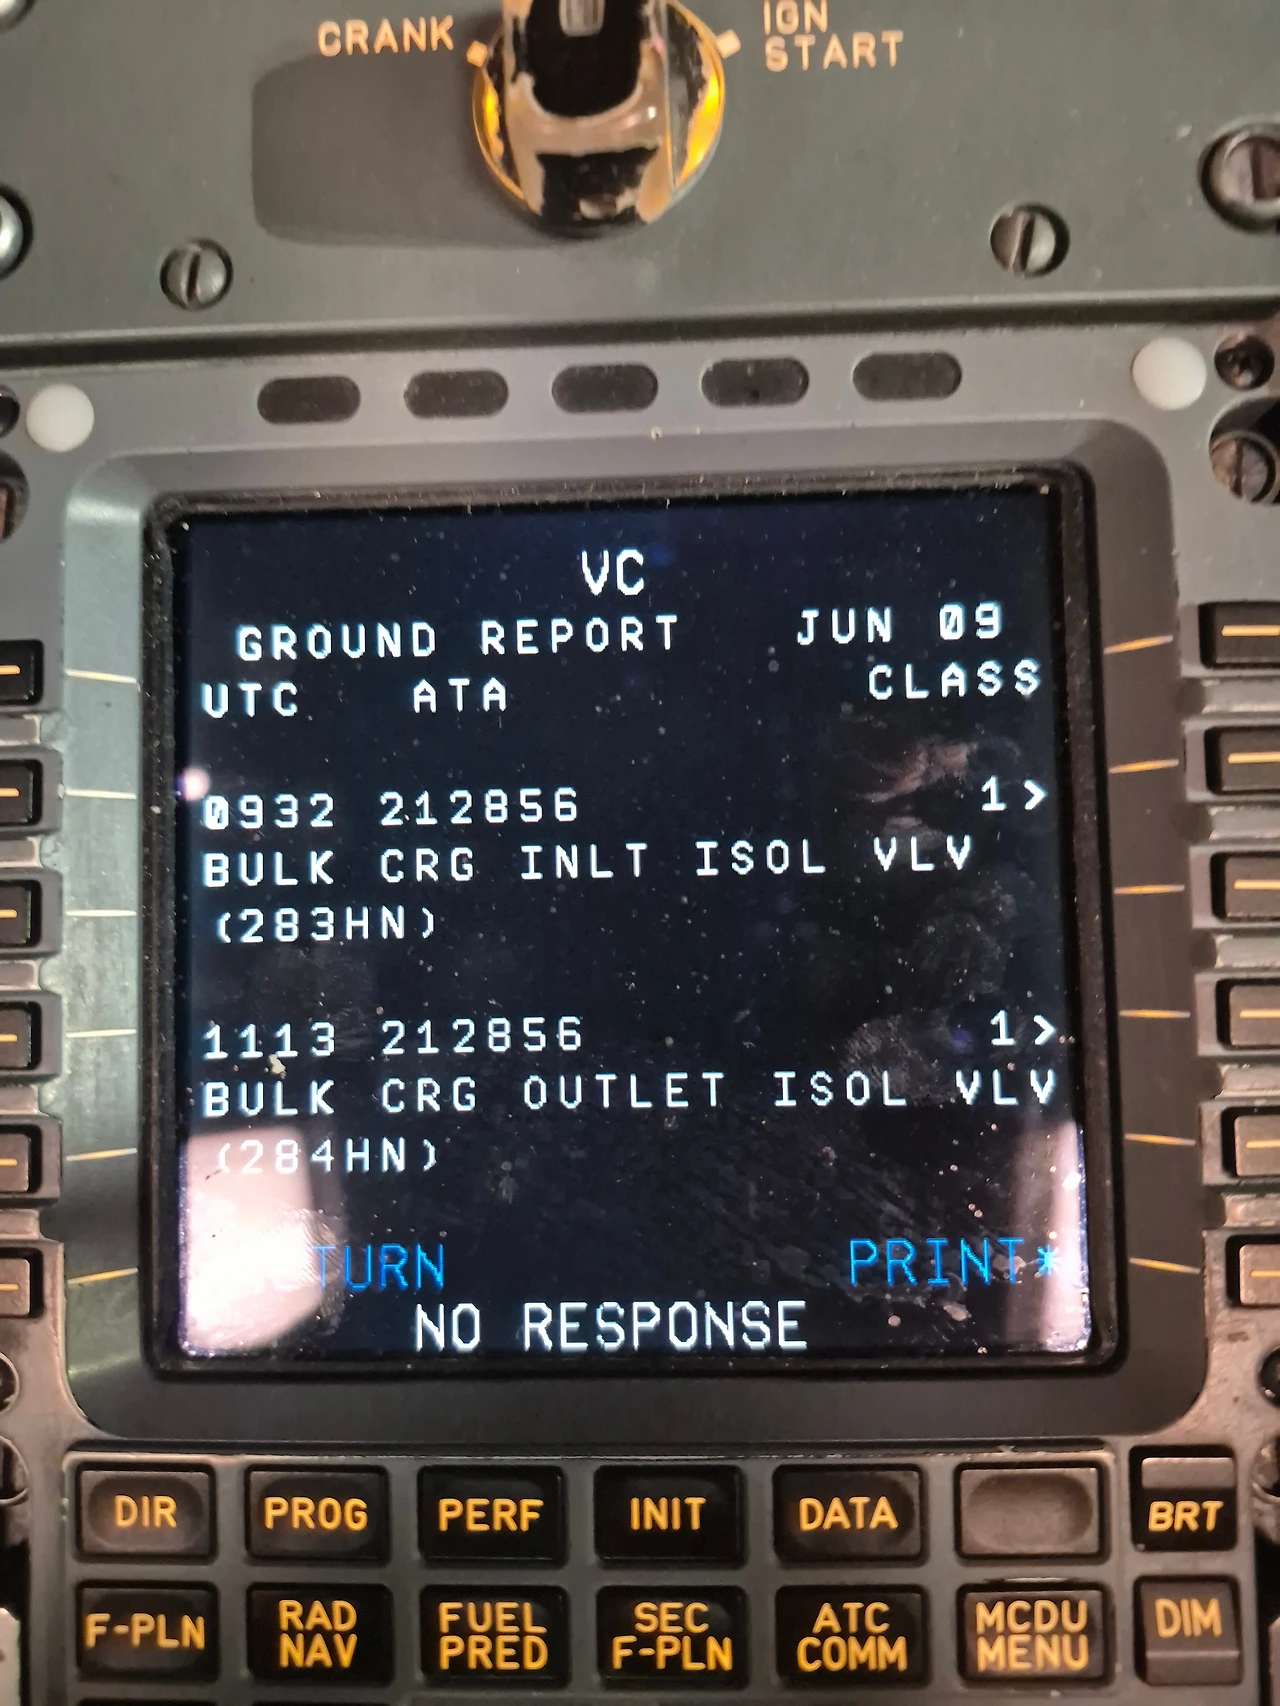 CRANK
IGN
START
VC
GROUND REPORT JUN 09
UTC ATA CLASS
0932 212856 1>
BULK CRG INLT ISOL VLV
(283HN)
1113 212856 1>
BULK CRG OUTLET ISOL VLV
(284HN)
TURN PRINT*
NO RESPONSE
DIR PROG PERF INIT DATA BRT
F-PLN RAD NAV FUEL PRED SEC F-PLN ATC COMM MCDU MENU DIM